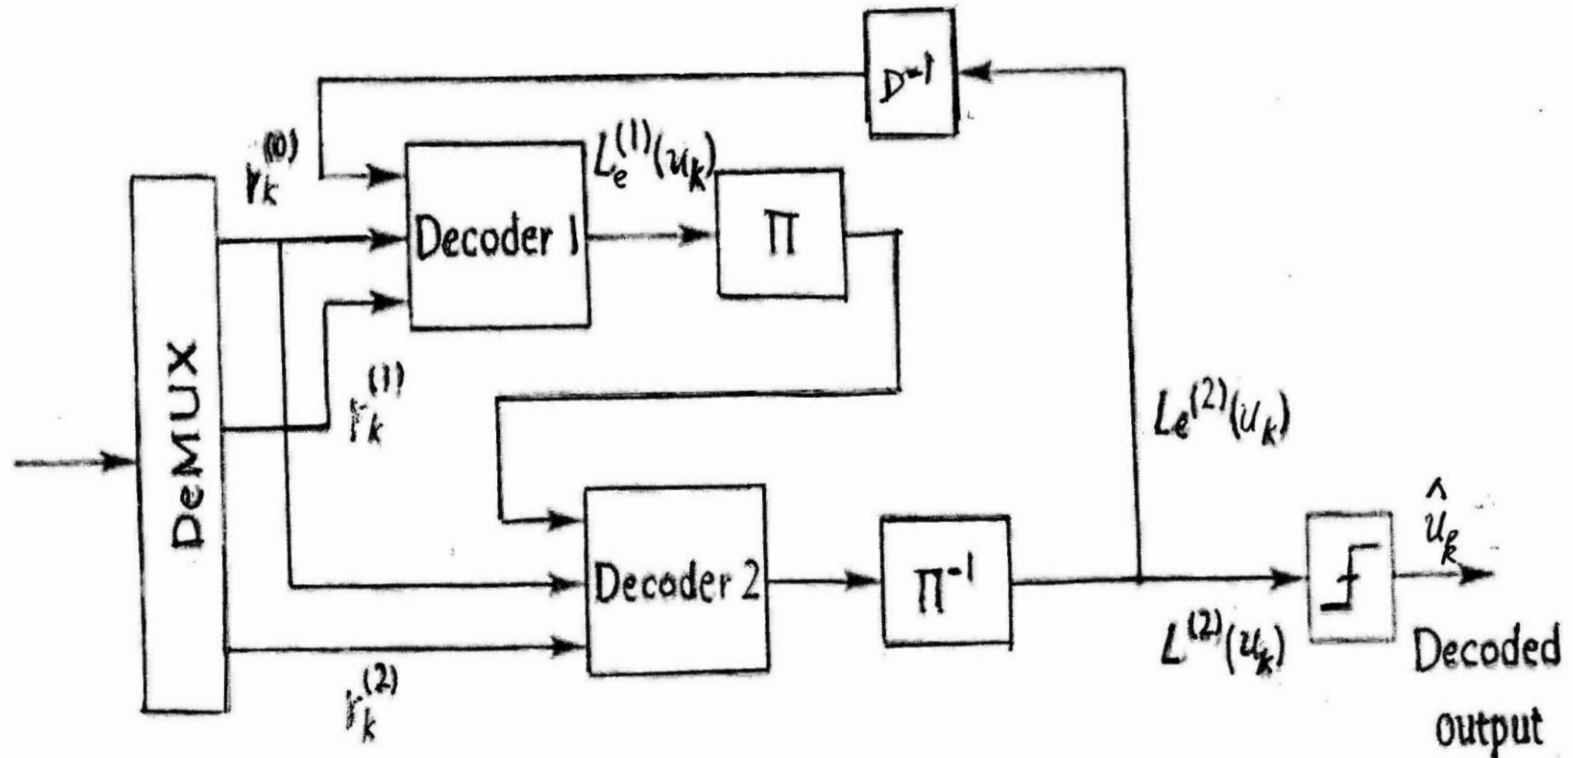 D⁻¹
r_k^(0)
L_e^(1)(u_k)
Decoder 1
Π
DeMUX
r_k^(1)
L_e^(2)(u_k)
Decoder 2
Π⁻¹
û_k
r_k^(2)
L^(2)(u_k)
Decoded
output